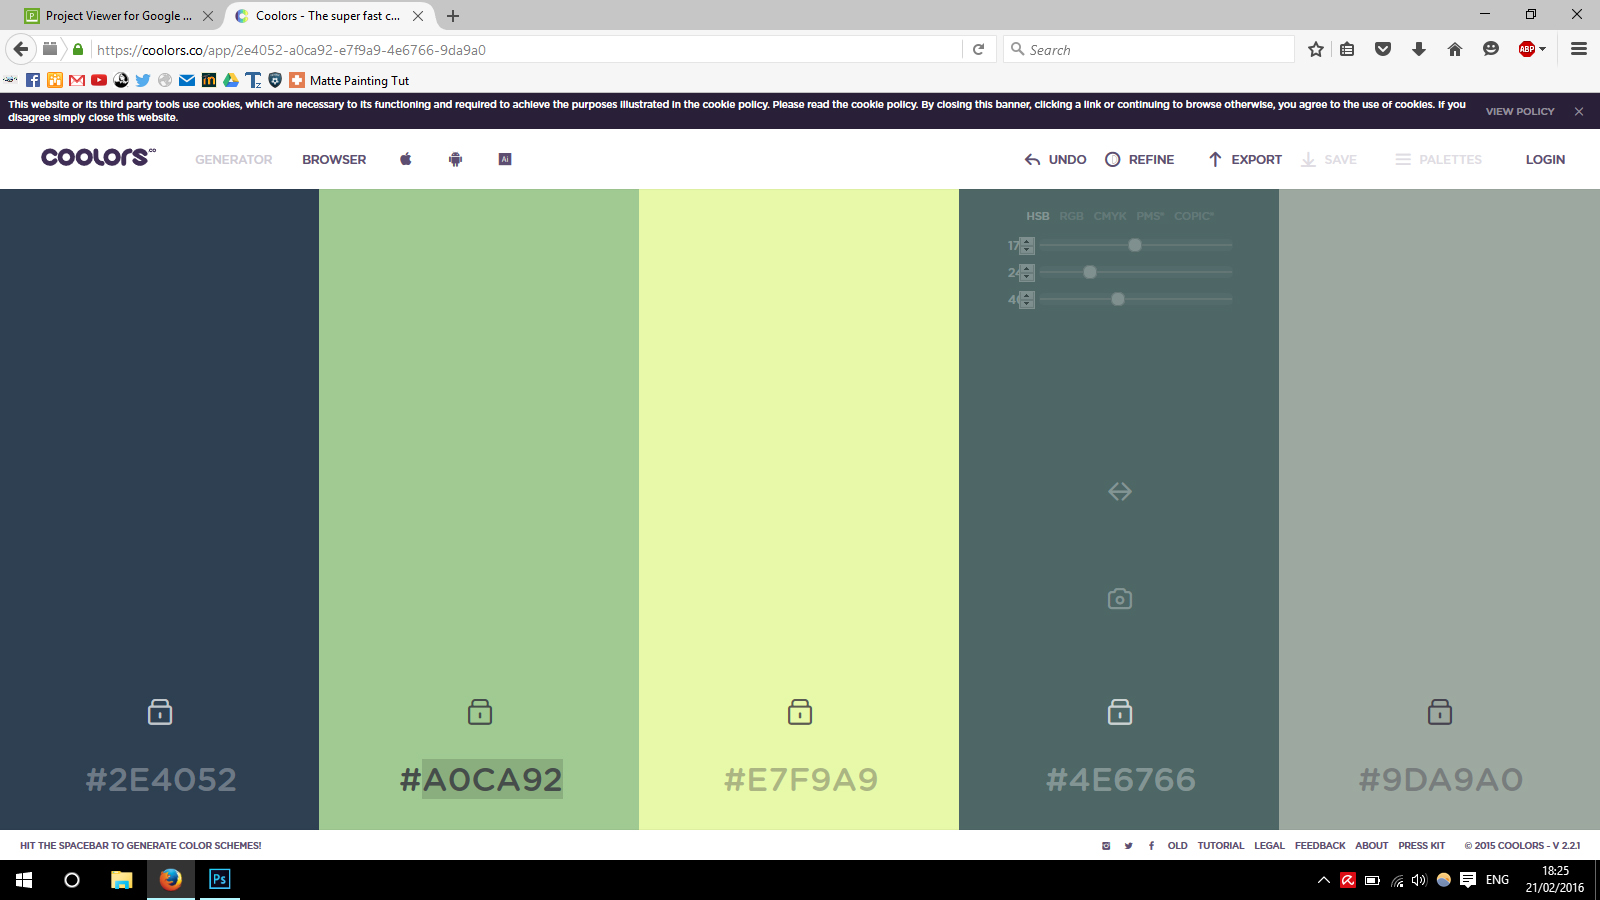 Project Viewer for Google ...
Coolors - The super fast c...
https://coolors.co/app/2e4052-a0ca92-e7f9a9-4e6766-9da9a0
Search
ABP
Matte Painting Tut
This website or its third party tools use cookies, which are necessary to its functioning and required to achieve the purposes illustrated in the cookie policy. Please read the cookie policy. By closing this banner, clicking a link or continuing to browse otherwise, you agree to the use of cookies. If you
disagree simply close this website.
VIEW POLICY
COOLORS.co
GENERATOR
BROWSER
Ai
UNDO
REFINE
EXPORT
SAVE
PALETTES
LOGIN
HSB RGB CMYK PMS* COPIC*
17
24
40
#2E4052
#A0CA92
#E7F9A9
#4E6766
#9DA9A0
HIT THE SPACEBAR TO GENERATE COLOR SCHEMES!
OLD TUTORIAL LEGAL FEEDBACK ABOUT PRESS KIT © 2015 COOLORS - V 2.2.1
Ps
ENG
18:25
21/02/2016